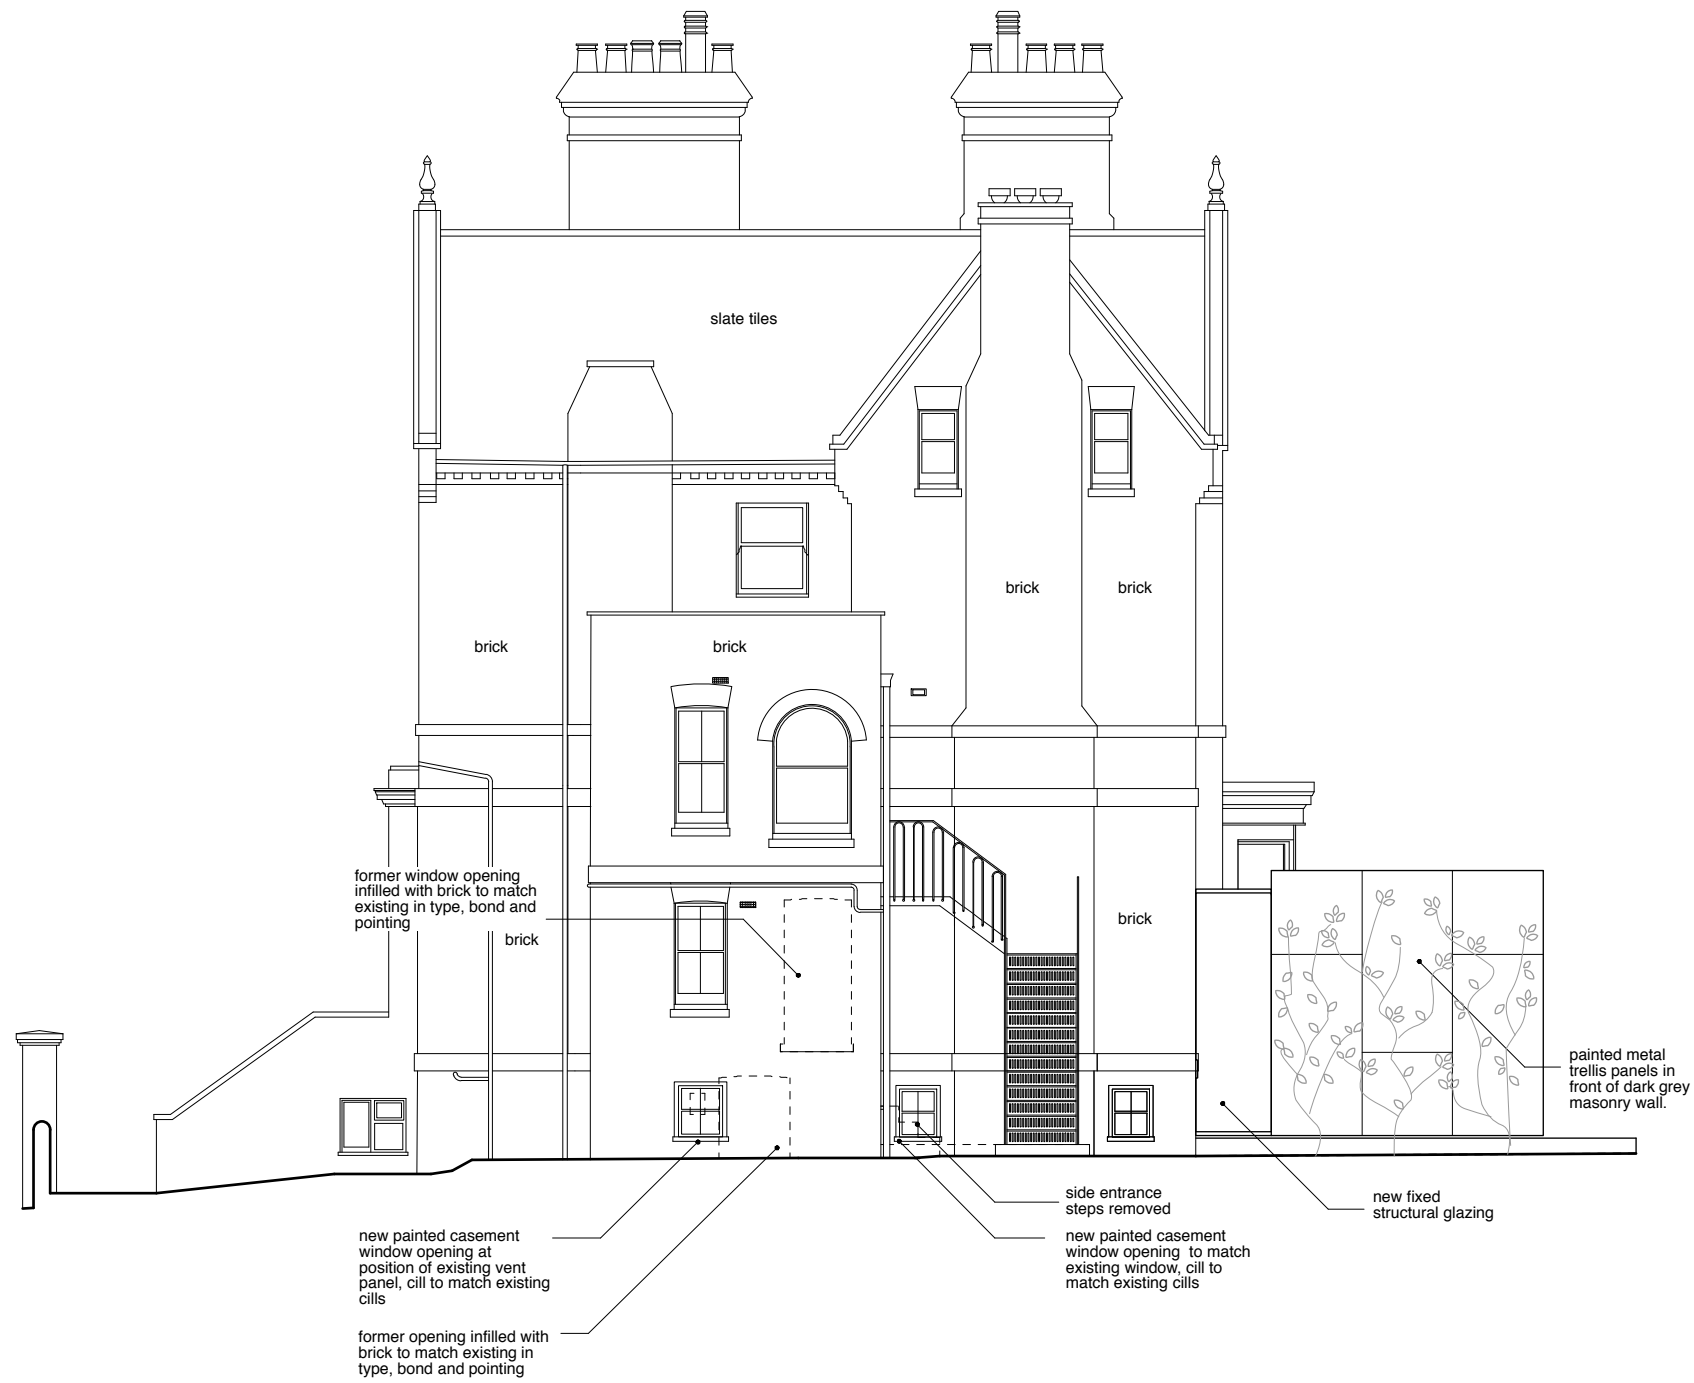 slate tiles
brick
brick
brick
brick
former window opening
infilled with brick to match
existing in type, bond and
pointing
brick
brick
painted metal
trellis panels in
front of dark grey
masonry wall.
side entrance
steps removed
new fixed
structural glazing
new painted casement
window opening at
position of existing vent
panel, cill to match existing
cills
new painted casement
window opening to match
existing window, cill to
match existing cills
former opening infilled with
brick to match existing in
type, bond and pointing